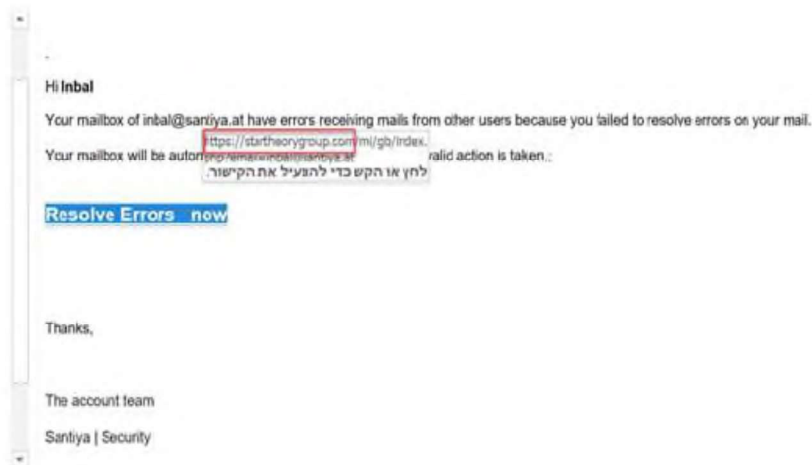 Hi Inbal
Your mailbox of inbal@santiya.at have errors receiving mails from other users because you failed to resolve errors on your mail.
https://startheorygroup.com/mj/gb/index.
Your mailbox will be autom valid action is taken.:
לחץ או הקש כדי להפעיל את הקישור.
Resolve Errors now
Thanks,
The account team
Santiya | Security